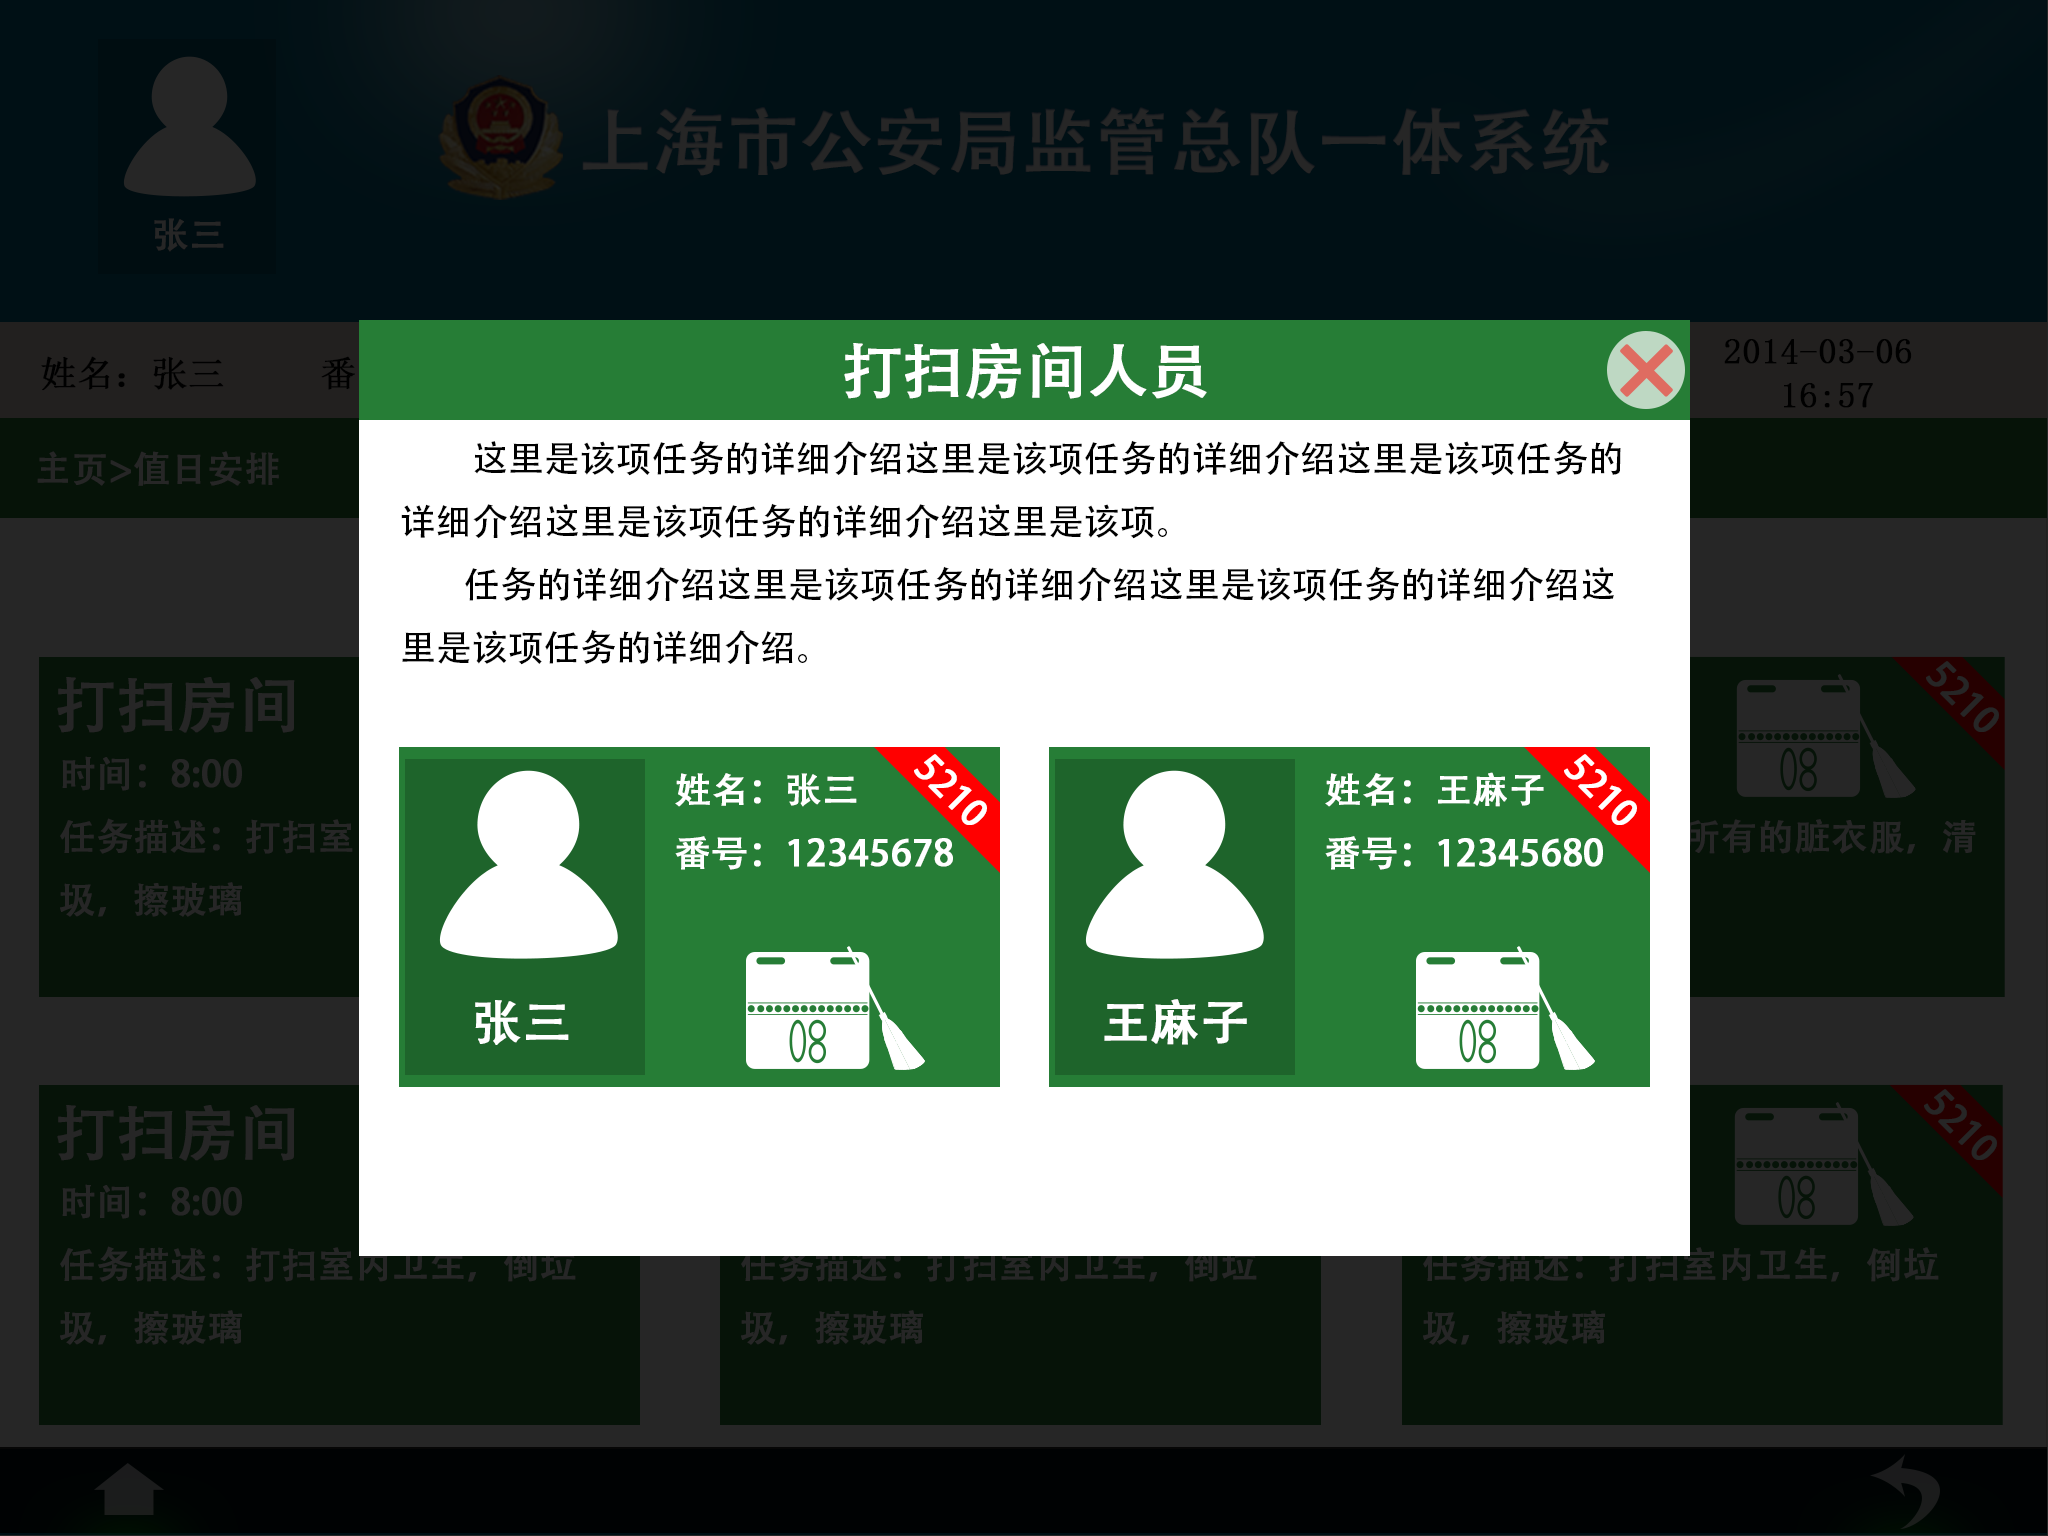 上海市公安局监管总队一体系统
张三
姓名：张三
番
2014-03-06
16:57
主页>值日安排
打扫房间人员
这里是该项任务的详细介绍这里是该项任务的详细介绍这里是该项任务的
详细介绍这里是该项任务的详细介绍这里是该项。
任务的详细介绍这里是该项任务的详细介绍这里是该项任务的详细介绍这
里是该项任务的详细介绍。
姓名：张三
番号：12345678
5210
08
张三
姓名：王麻子
番号：12345680
5210
08
王麻子
打扫房间
时间：8:00
任务描述：打扫室
圾，擦玻璃
5210
08
所有的脏衣服，清
打扫房间
时间：8:00
任务描述：打扫室内卫生，倒垃
圾，擦玻璃
任务描述：打扫室内卫生，倒垃
圾，擦玻璃
5210
08
任务描述：打扫室内卫生，倒垃
圾，擦玻璃